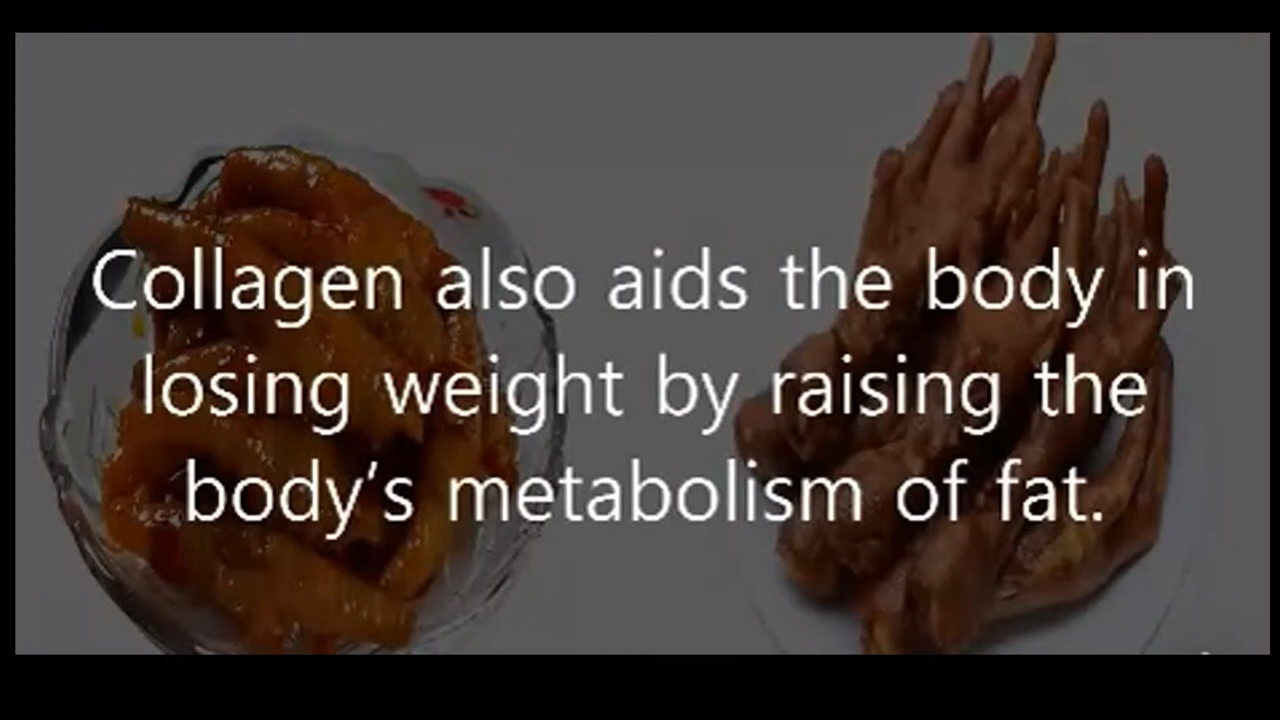 Collagen also aids the body in
losing weight by raising the
body's metabolism of fat.